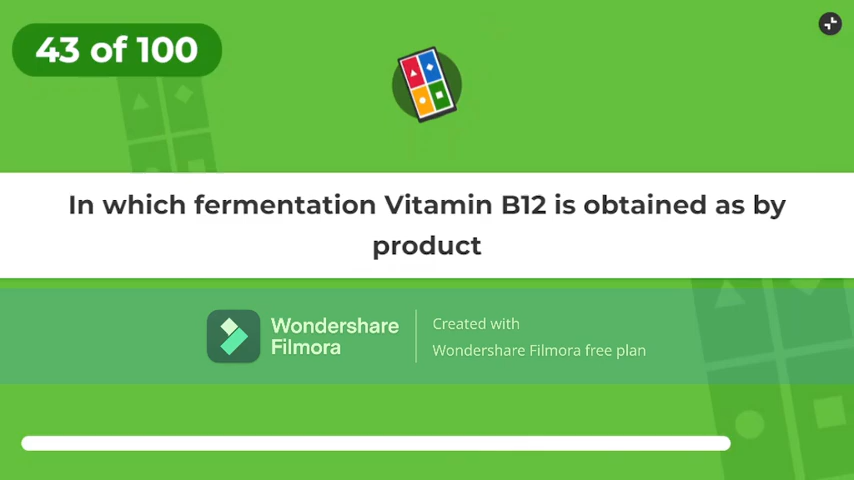 43 of 100
In which fermentation Vitamin B12 is obtained as by
product
Wondershare
Filmora
Created with
Wondershare Filmora free plan